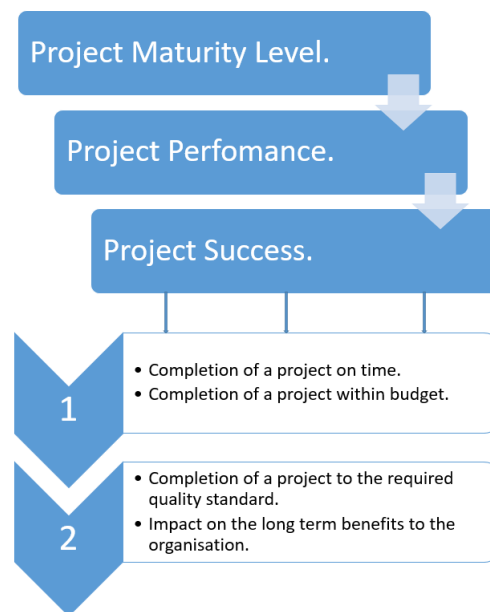 Project Maturity Level.
Project Perfomance.
Project Success.
1
• Completion of a project on time.
• Completion of a project within budget.
2
• Completion of a project to the required
quality standard.
• Impact on the long term benefits to the
organisation.